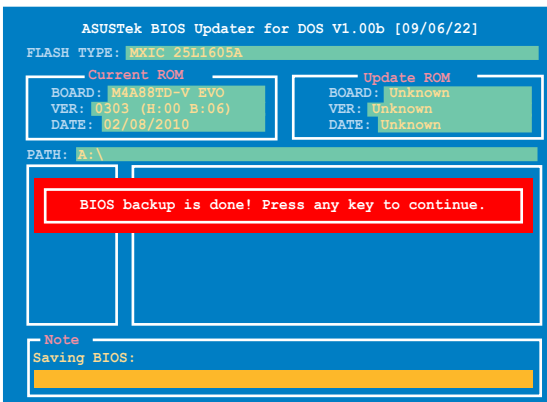 ASUSTek BIOS Updater for DOS V1.00b [09/06/22]
FLASH TYPE: MXIC 25L1605A
Current ROM
BOARD: M4A88TD-V EVO
VER: 0303 (H:00 B:06)
DATE: 02/08/2010
Update ROM
BOARD: Unknown
VER: Unknown
DATE: Unknown
PATH: A:\
BIOS backup is done! Press any key to continue.
Note
Saving BIOS: